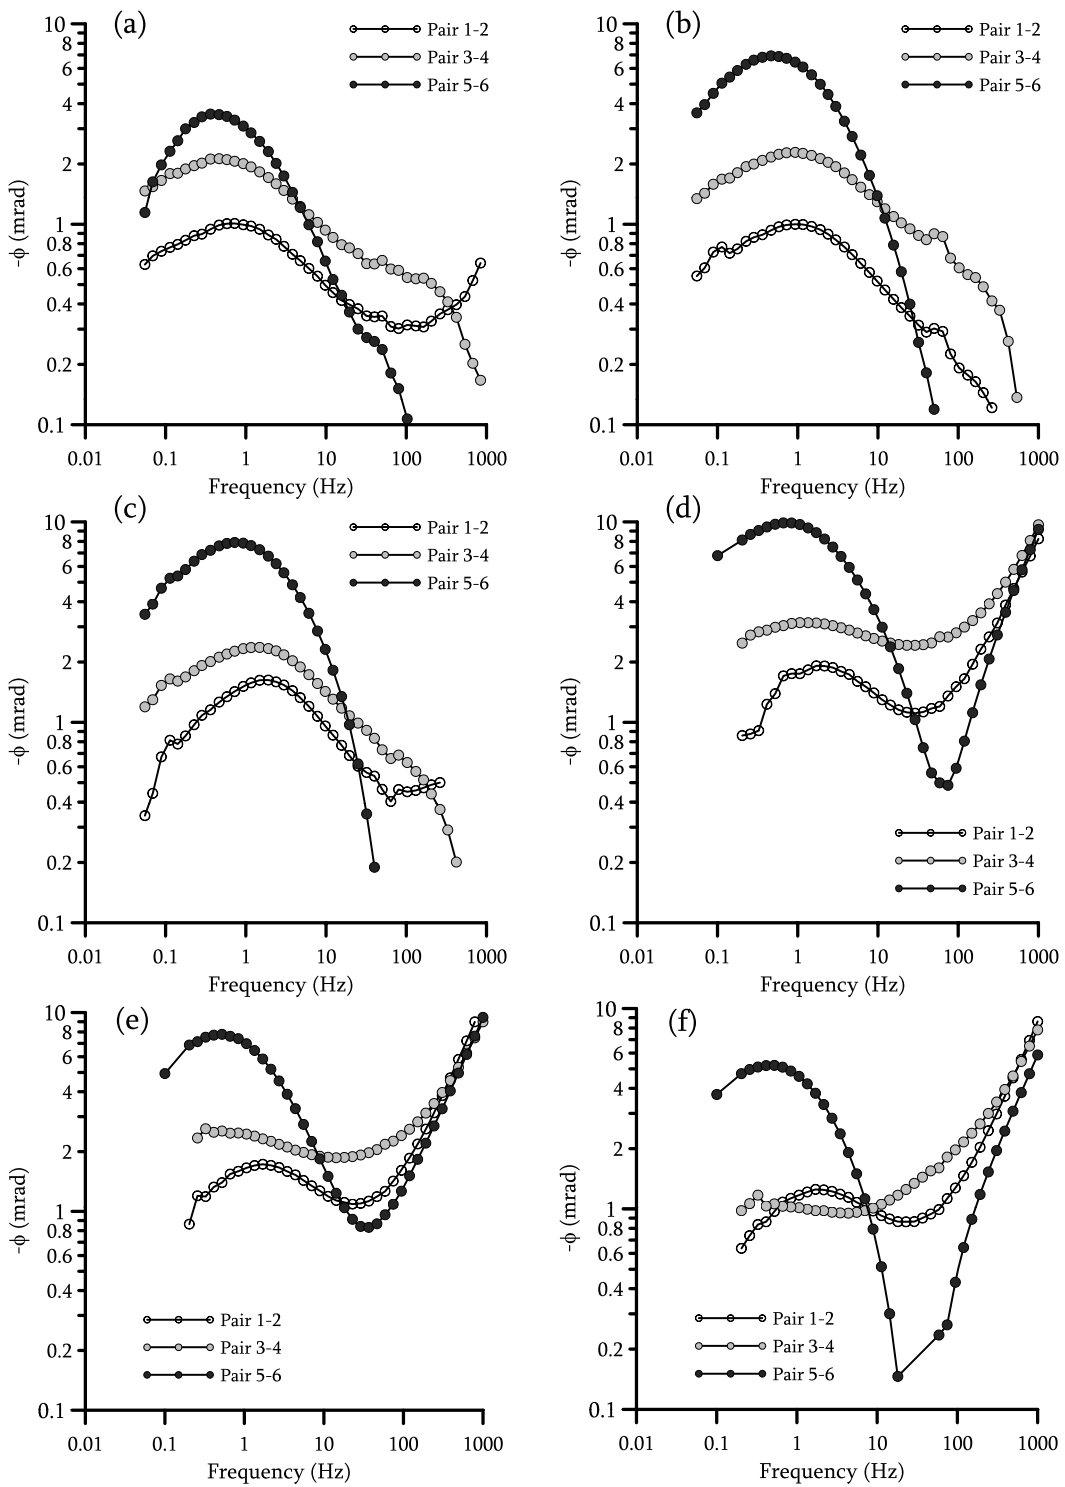 (a)
Pair 1-2
Pair 3-4
Pair 5-6
10
8
6
4
2
1
0.8
0.6
0.4
0.2
0.1
-ϕ (mrad)
0.01 0.1 1 10 100 1000
Frequency (Hz)
(b)
Pair 1-2
Pair 3-4
Pair 5-6
10
8
6
4
2
1
0.8
0.6
0.4
0.2
0.1
-ϕ (mrad)
0.01 0.1 1 10 100 1000
Frequency (Hz)
(c)
Pair 1-2
Pair 3-4
Pair 5-6
10
8
6
4
2
1
0.8
0.6
0.4
0.2
0.1
-ϕ (mrad)
0.01 0.1 1 10 100 1000
Frequency (Hz)
(d)
10
8
6
4
2
1
0.8
0.6
0.4
0.2
0.1
-ϕ (mrad)
Pair 1-2
Pair 3-4
Pair 5-6
0.01 0.1 1 10 100 1000
Frequency (Hz)
(e)
10
8
6
4
2
1
0.8
0.6
0.4
0.2
0.1
-ϕ (mrad)
Pair 1-2
Pair 3-4
Pair 5-6
0.01 0.1 1 10 100 1000
Frequency (Hz)
(f)
10
8
6
4
2
1
0.8
0.6
0.4
0.2
0.1
-ϕ (mrad)
Pair 1-2
Pair 3-4
Pair 5-6
0.01 0.1 1 10 100 1000
Frequency (Hz)